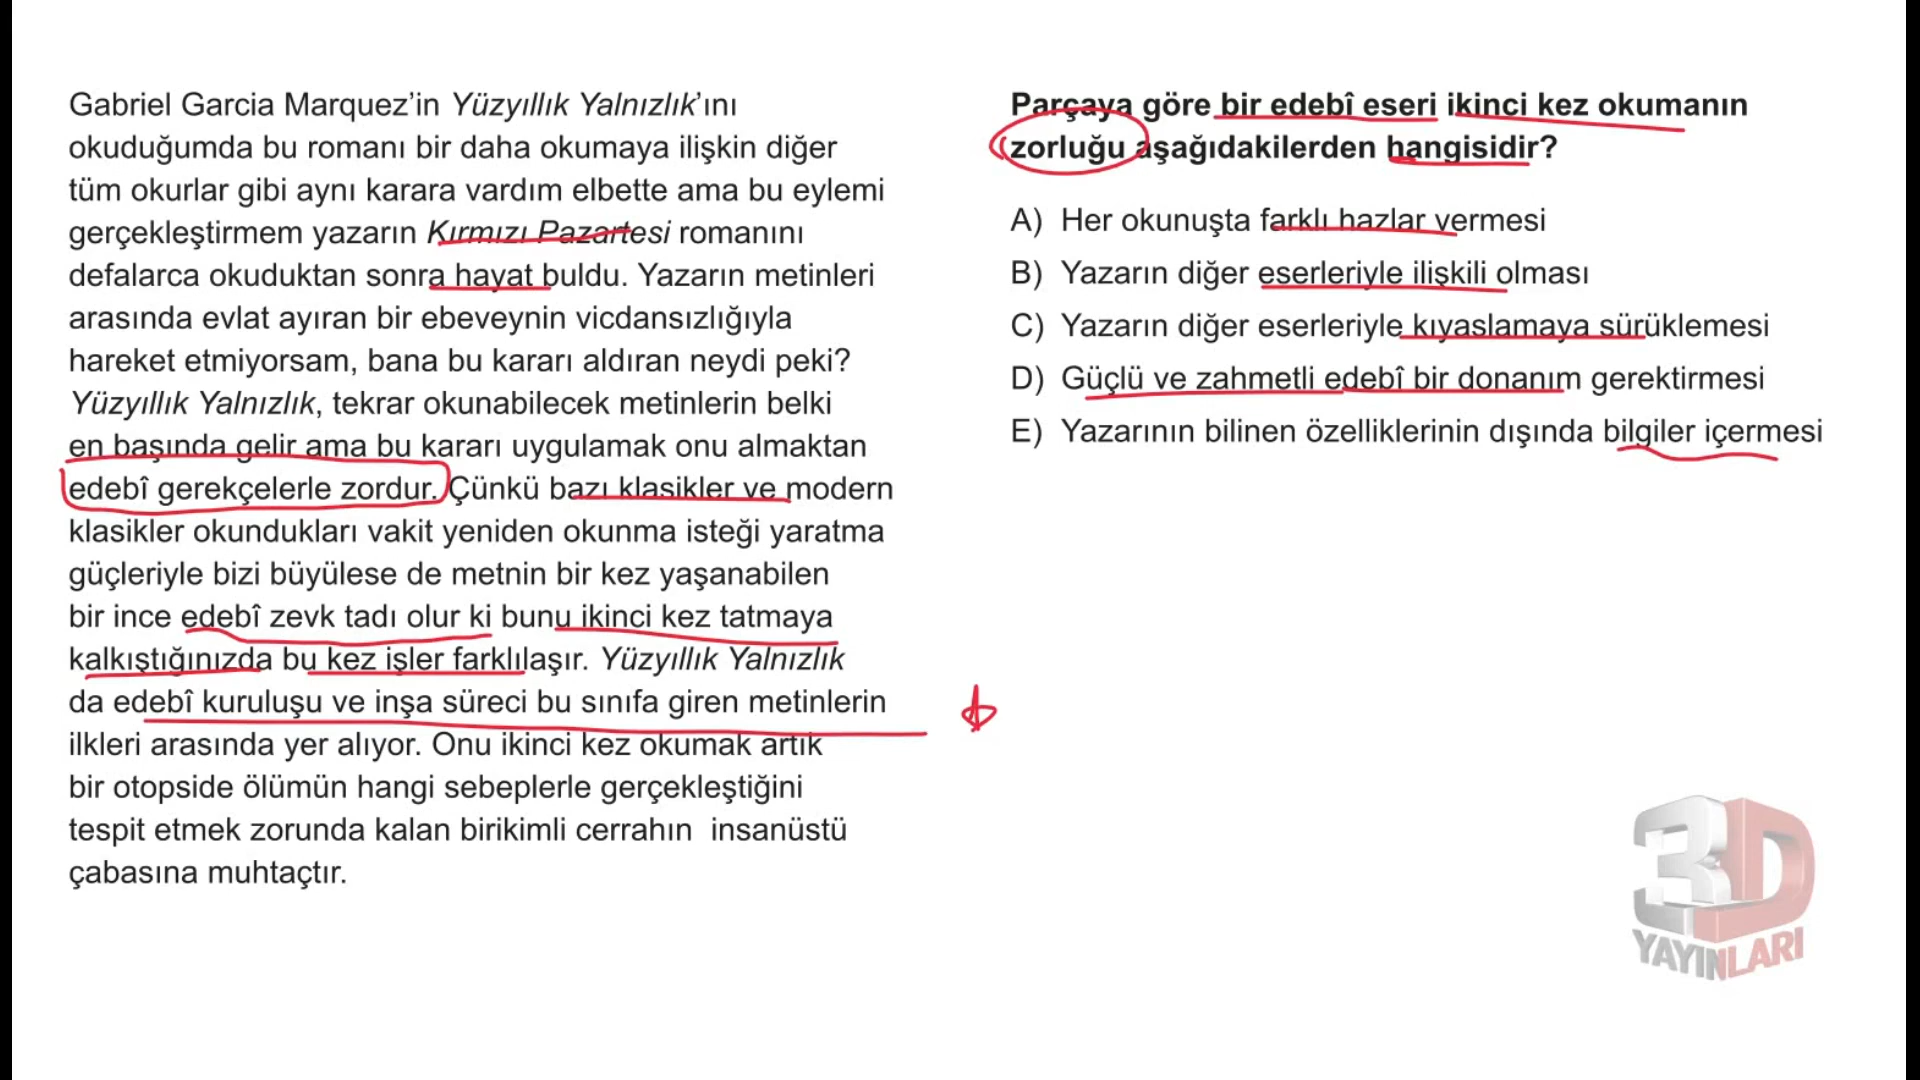 Gabriel Garcia Marquez’in Yüzyıllık Yalnızlık’ını
okuduğumda bu romanı bir daha okumaya ilişkin diğer
tüm okurlar gibi aynı karara vardım elbette ama bu eylemi
gerçekleştirmem yazarın Kırmızı Pazartesi romanını
defalarca okuduktan sonra hayat buldu. Yazarın metinleri
arasında evlat ayıran bir ebeveynin vicdansızlığıyla
hareket etmiyorsam, bana bu kararı aldıran neydi peki?
Yüzyıllık Yalnızlık, tekrar okunabilecek metinlerin belki
en başında gelir ama bu kararı uygulamak onu almaktan
edebî gerekçelerle zordur. Çünkü bazı klasikler ve modern
klasikler okundukları vakit yeniden okunma isteği yaratma
güçleriyle bizi büyülese de metnin bir kez yaşanabilen
bir ince edebî zevk tadı olur ki bunu ikinci kez tatmaya
kalkıştığınızda bu kez işler farklılaşır. Yüzyıllık Yalnızlık
da edebî kuruluşu ve inşa süreci bu sınıfa giren metinlerin
ilkleri arasında yer alıyor. Onu ikinci kez okumak artık
bir otopside ölümün hangi sebeplerle gerçekleştiğini
tespit etmek zorunda kalan birikimli cerrahın insanüstü
çabasına muhtaçtır.
Parçaya göre bir edebî eseri ikinci kez okumanın
zorluğu aşağıdakilerden hangisidir?
A) Her okunuşta farklı hazlar vermesi
B) Yazarın diğer eserleriyle ilişkili olması
C) Yazarın diğer eserleriyle kıyaslamaya sürüklemesi
D) Güçlü ve zahmetli edebî bir donanım gerektirmesi
E) Yazarının bilinen özelliklerinin dışında bilgiler içermesi
3D
YAYINLARI